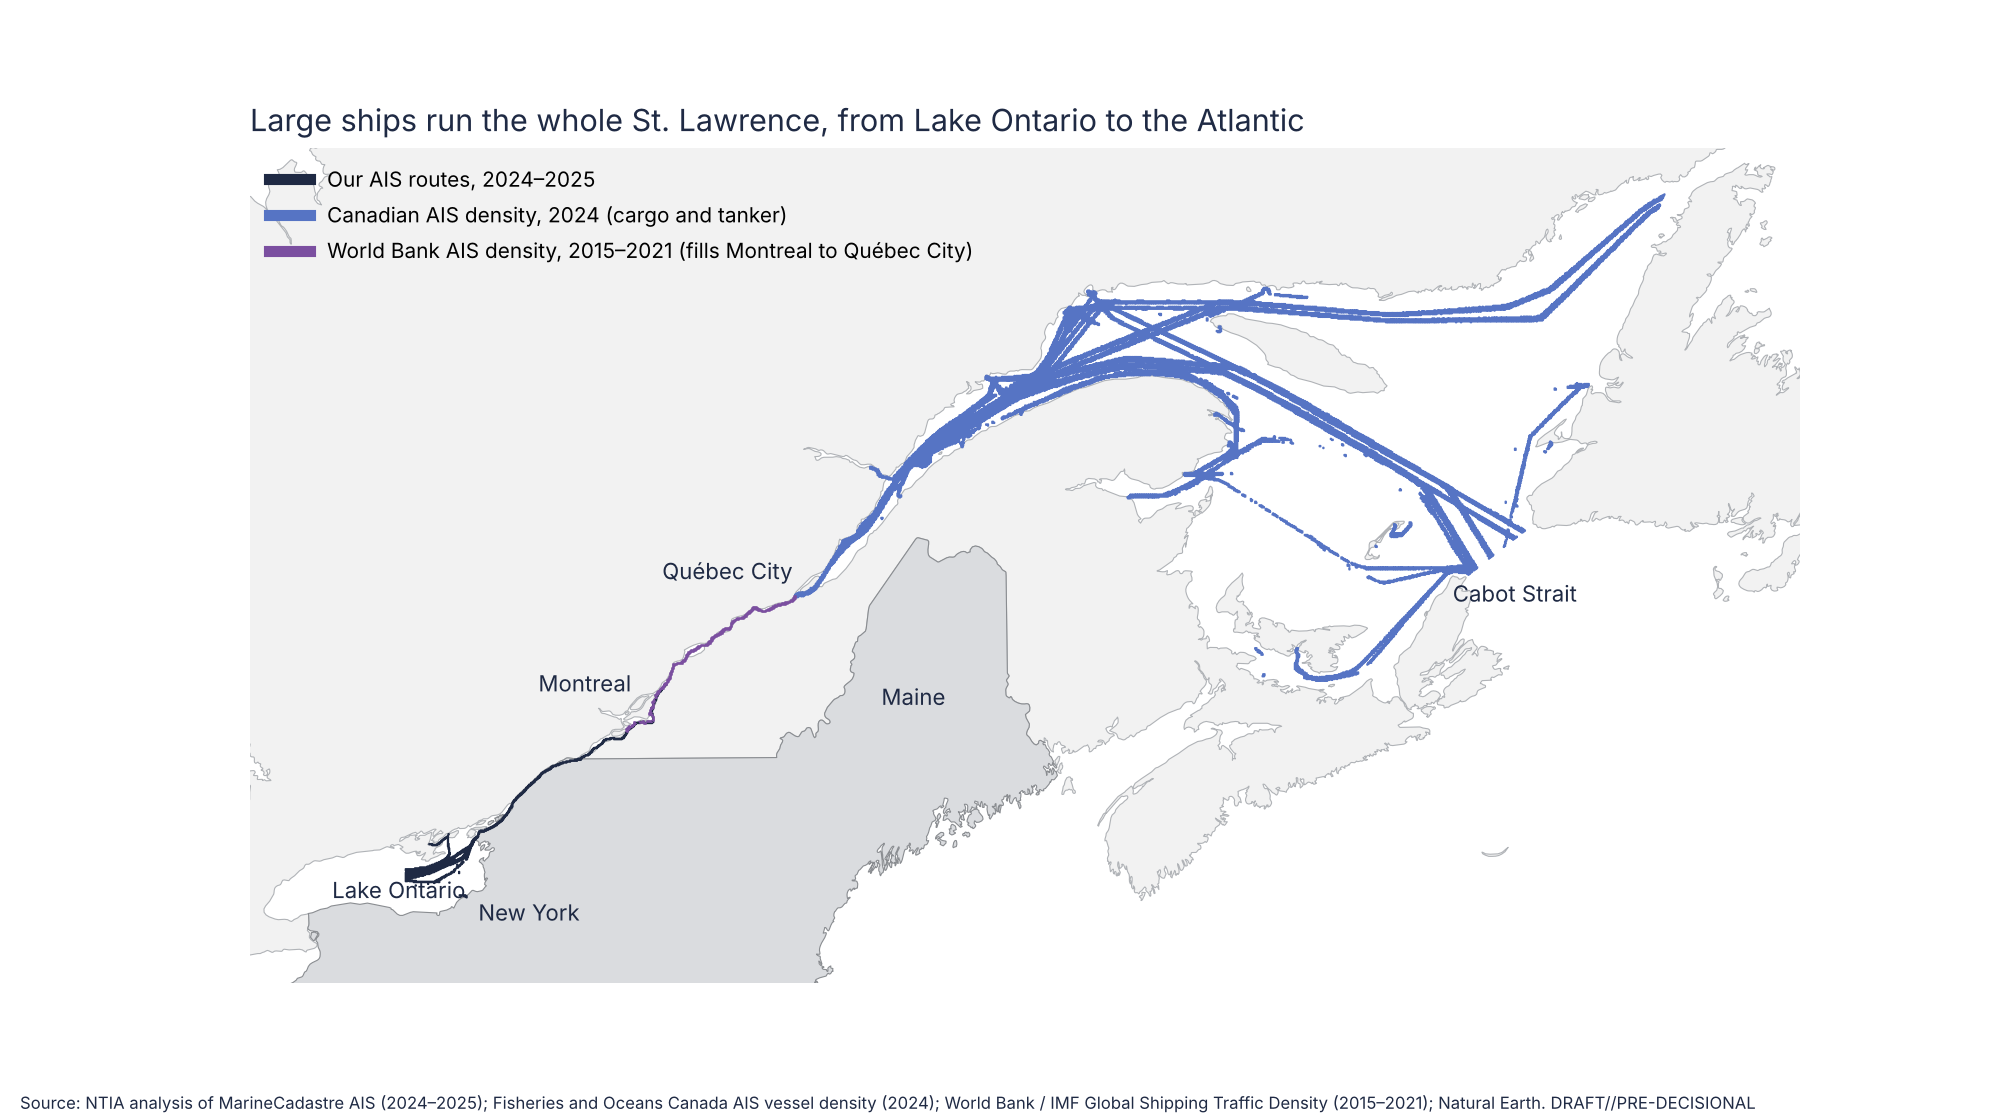 Large ships run the whole St. Lawrence, from Lake Ontario to the Atlantic
Our AIS routes, 2024–2025
Canadian AIS density, 2024 (cargo and tanker)
World Bank AIS density, 2015–2021 (fills Montreal to Québec City)
Québec City
Cabot Strait
Montreal
Maine
Lake Ontario
New York
Source: NTIA analysis of MarineCadastre AIS (2024–2025); Fisheries and Oceans Canada AIS vessel density (2024); World Bank / IMF Global Shipping Traffic Density (2015–2021); Natural Earth. DRAFT//PRE-DECISIONAL